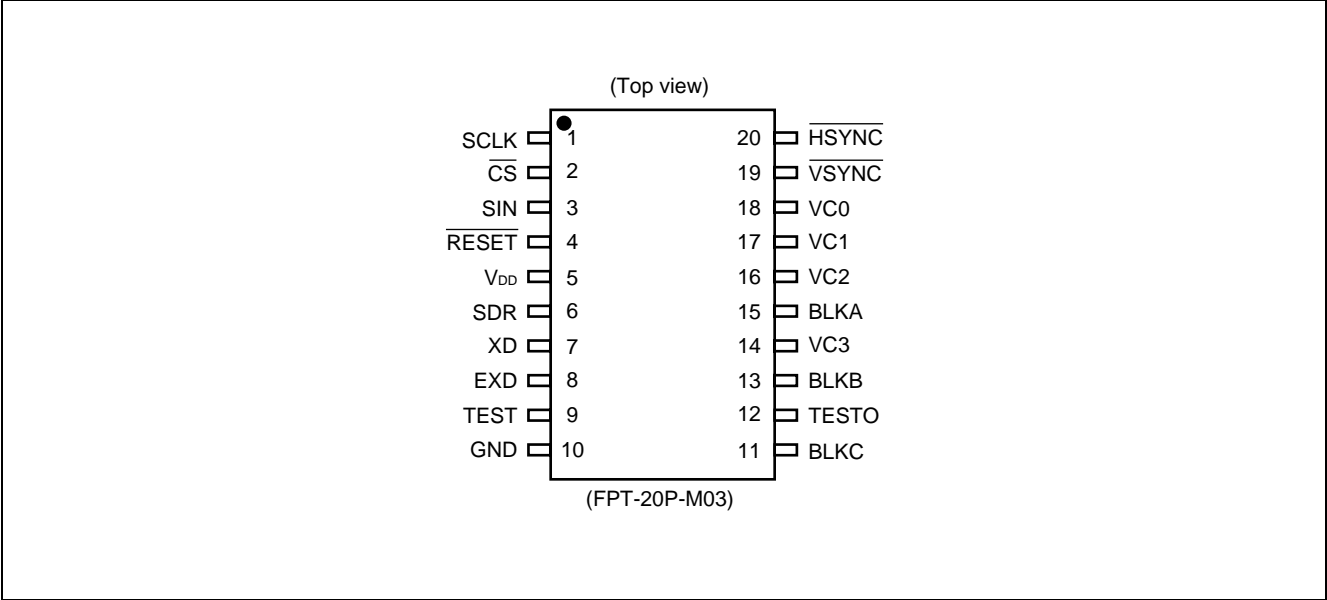 (Top view)
SCLK 1 20 HSYNC
CS 2 19 VSYNC
SIN 3 18 VC0
RESET 4 17 VC1
VDD 5 16 VC2
SDR 6 15 BLKA
XD 7 14 VC3
EXD 8 13 BLKB
TEST 9 12 TESTO
GND 10 11 BLKC
(FPT-20P-M03)